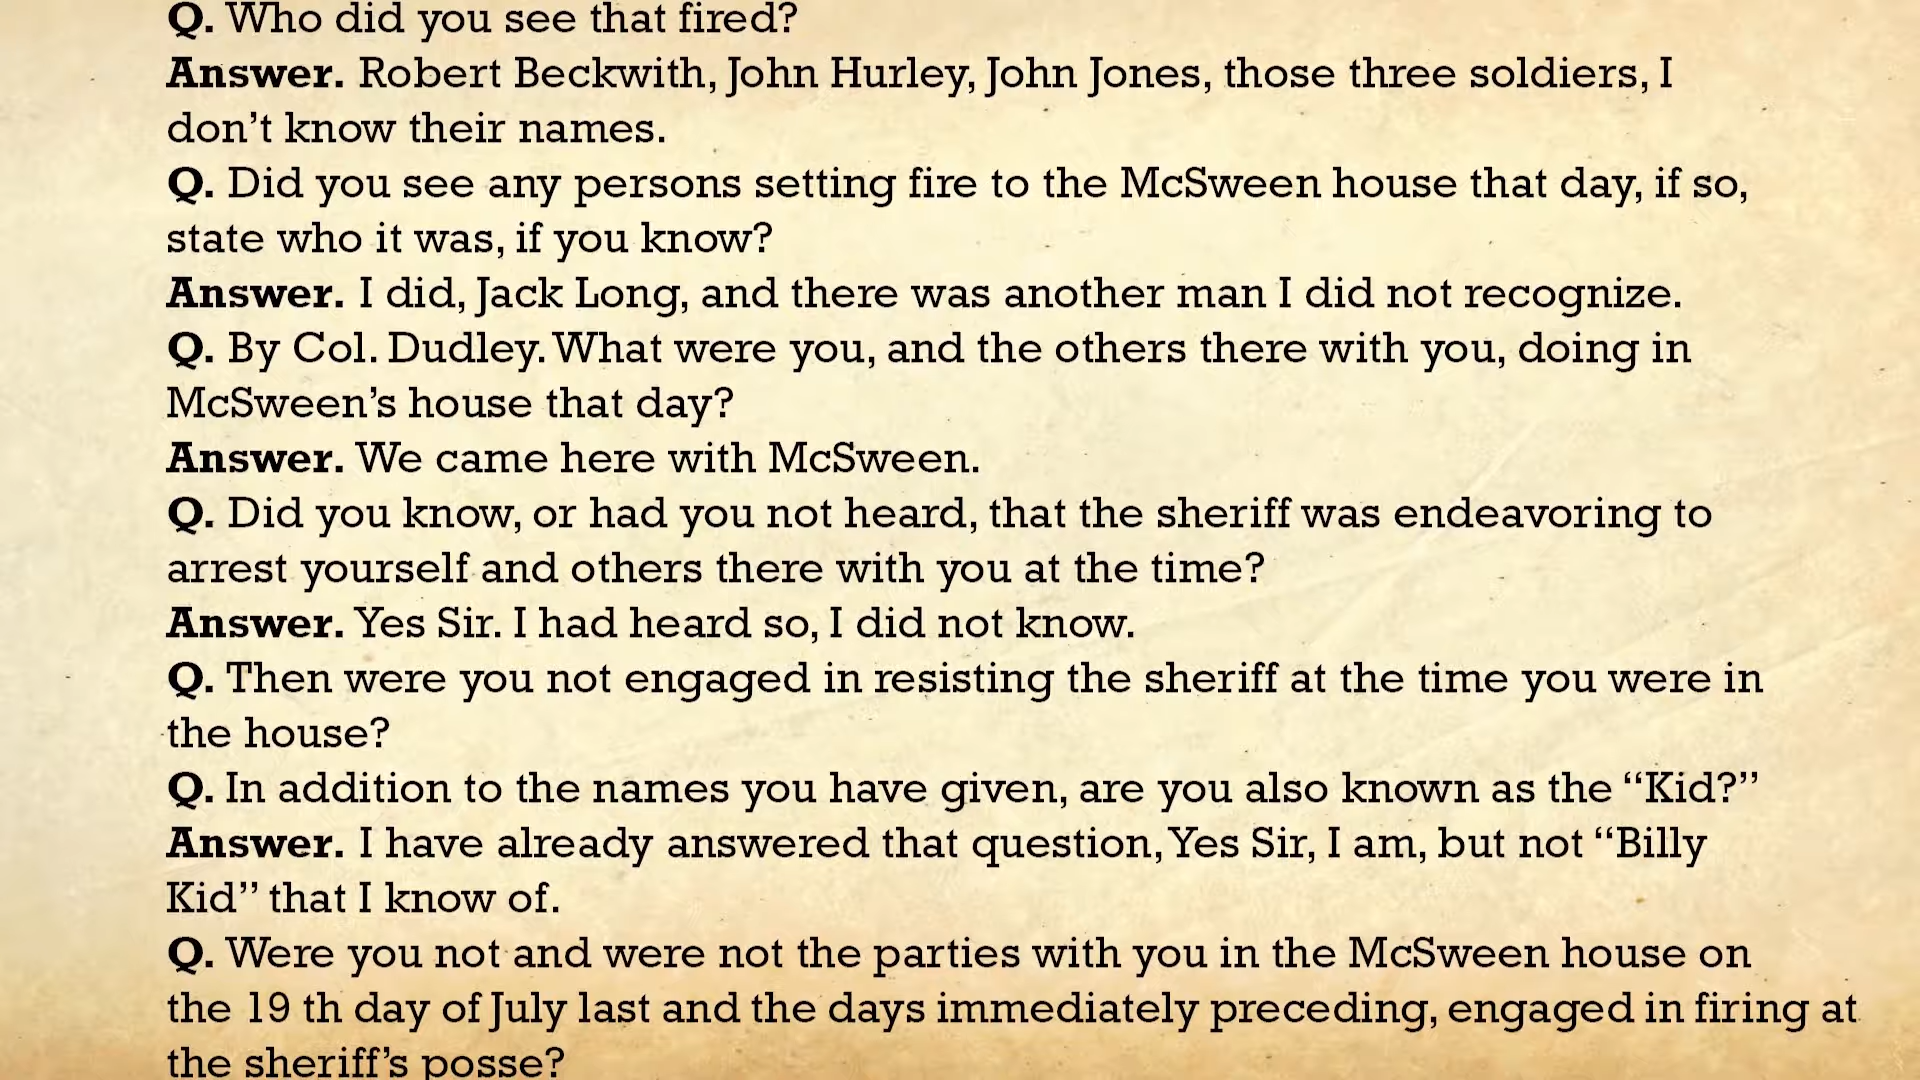 Q. Who did you see that fired?
Answer. Robert Beckwith, John Hurley, John Jones, those three soldiers, I
don’t know their names.
Q. Did you see any persons setting fire to the McSween house that day, if so,
state who it was, if you know?
Answer. I did, Jack Long, and there was another man I did not recognize.
Q. By Col. Dudley. What were you, and the others there with you, doing in
McSween’s house that day?
Answer. We came here with McSween.
Q. Did you know, or had you not heard, that the sheriff was endeavoring to
arrest yourself and others there with you at the time?
Answer. Yes Sir. I had heard so, I did not know.
Q. Then were you not engaged in resisting the sheriff at the time you were in
the house?
Q. In addition to the names you have given, are you also known as the “Kid?”
Answer. I have already answered that question, Yes Sir, I am, but not “Billy
Kid” that I know of.
Q. Were you not and were not the parties with you in the McSween house on
the 19 th day of July last and the days immediately preceding, engaged in firing at
the sheriff’s posse?